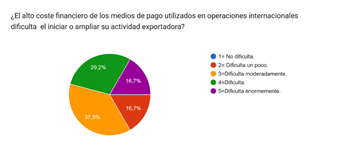 ¿El alto coste financiero de los medios de pago utilizados en operaciones internacionales
dificulta el iniciar o ampliar su actividad exportadora?
1= No dificulta.
2= Dificulta un poco.
3=Dificulta moderadamente.
4=Dificulta.
5=Dificulta enormemente.
29,2%
16,7%
37,5%
16,7%